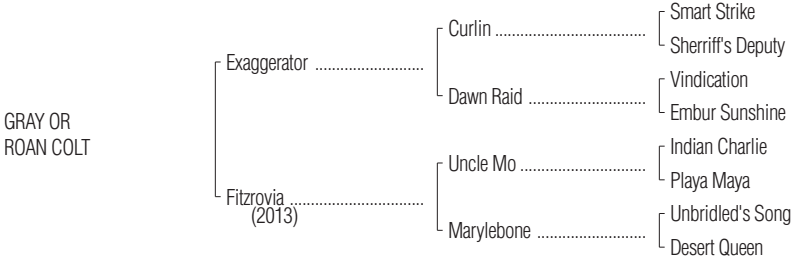 Smart Strike
Curlin ....................................
Sherriff's Deputy
Exaggerator ..........................
Vindication
Dawn Raid ............................
Embur Sunshine
GRAY OR
ROAN COLT
Indian Charlie
Uncle Mo ..............................
Playa Maya
Fitzrovia ................................
(2013)
Unbridled's Song
Marylebone ..........................
Desert Queen